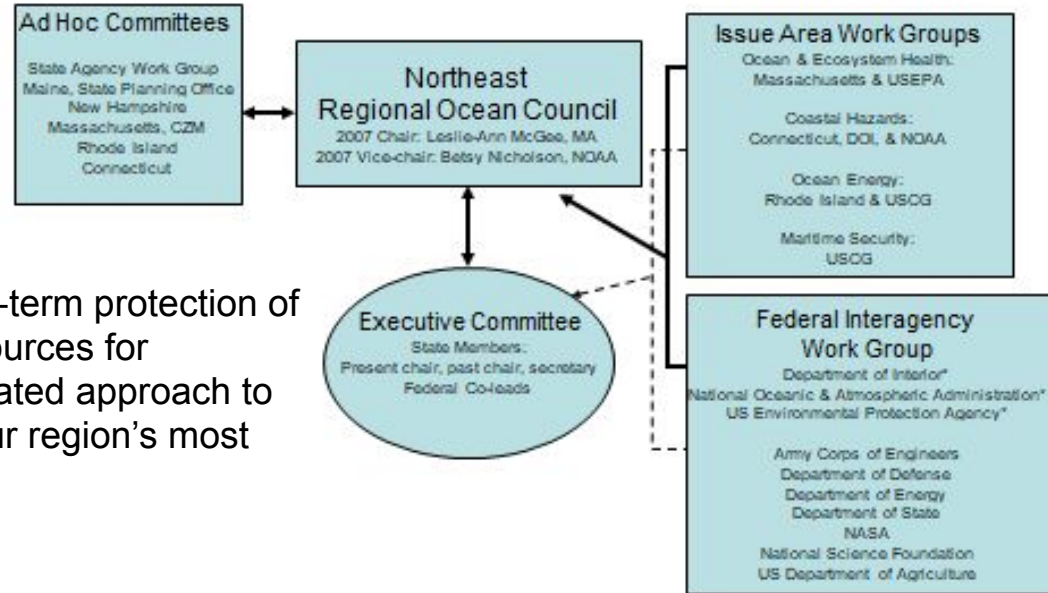 Ad Hoc Committees
State Agency Work Group
Maine, State Planning Office
New Hampshire
Massachusetts, CZM
Rhode Island
Connecticut
Northeast
Regional Ocean Council
2007 Chair: Leslie-Ann McGee, MA
2007 Vice-chair: Betsy Nicholson, NOAA
Issue Area Work Groups
Ocean & Ecosystem Health:
Massachusetts & USEPA
Coastal Hazards:
Connecticut, DOI, & NOAA
Ocean Energy:
Rhode Island & USCG
Maritime Security:
USCG
-term protection of
ources for
ated approach to
ur region's most
Executive Committee
State Members:
Present chair, past chair, secretary
Federal Co-leads
Federal Interagency
Work Group
Department of Interior*
National Oceanic & Atmospheric Administration*
US Environmental Protection Agency*
Army Corps of Engineers
Department of Defense
Department of Energy
Department of State
NASA
National Science Foundation
US Department of Agriculture